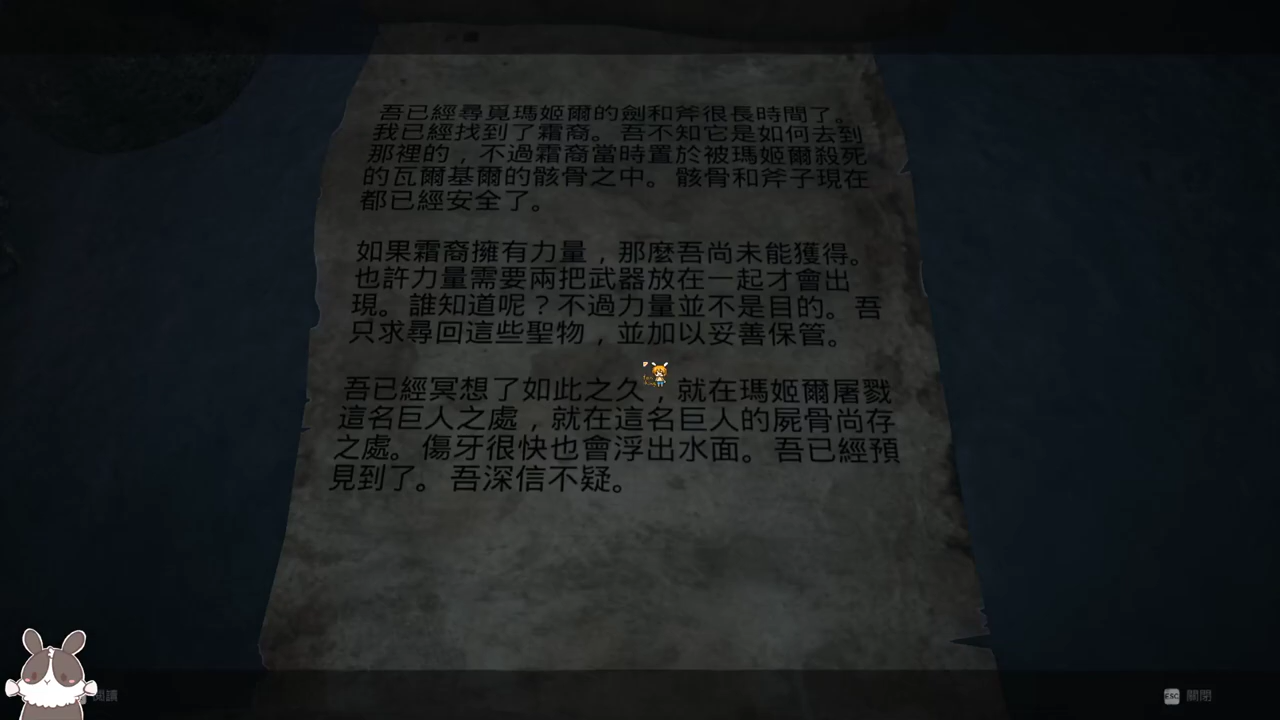 吾已經尋覓瑪姬爾的劍和斧很長時間了。
我已經找到了霜裔。吾不知它是如何去到
那裡的，不過霜裔當時置於被瑪姬爾殺死
的瓦爾基爾的骸骨之中。骸骨和斧子現在
都已經安全了。
如果霜裔擁有力量，那麼吾尚未能獲得。
也許力量需要兩把武器放在一起才會出
現。誰知道呢？不過力量並不是目的。吾
只求尋回這些聖物，並加以妥善保管。
吾已經冥想了如此之久，就在瑪姬爾屠戮
這名巨人之處，就在這名巨人的屍骨尚存
之處。傷牙很快也會浮出水面。吾已經預
見到了。吾深信不疑。
閱讀
ESC 關閉